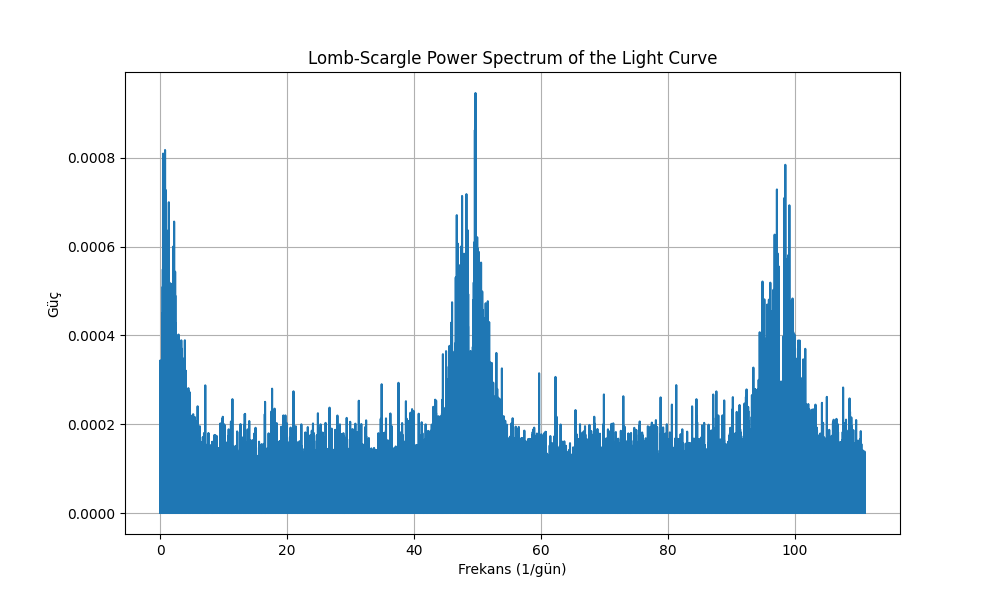 Lomb-Scargle Power Spectrum of the Light Curve
Güç
0.0008
0.0006
0.0004
0.0002
0.0000
0 20 40 60 80 100
Frekans (1/gün)